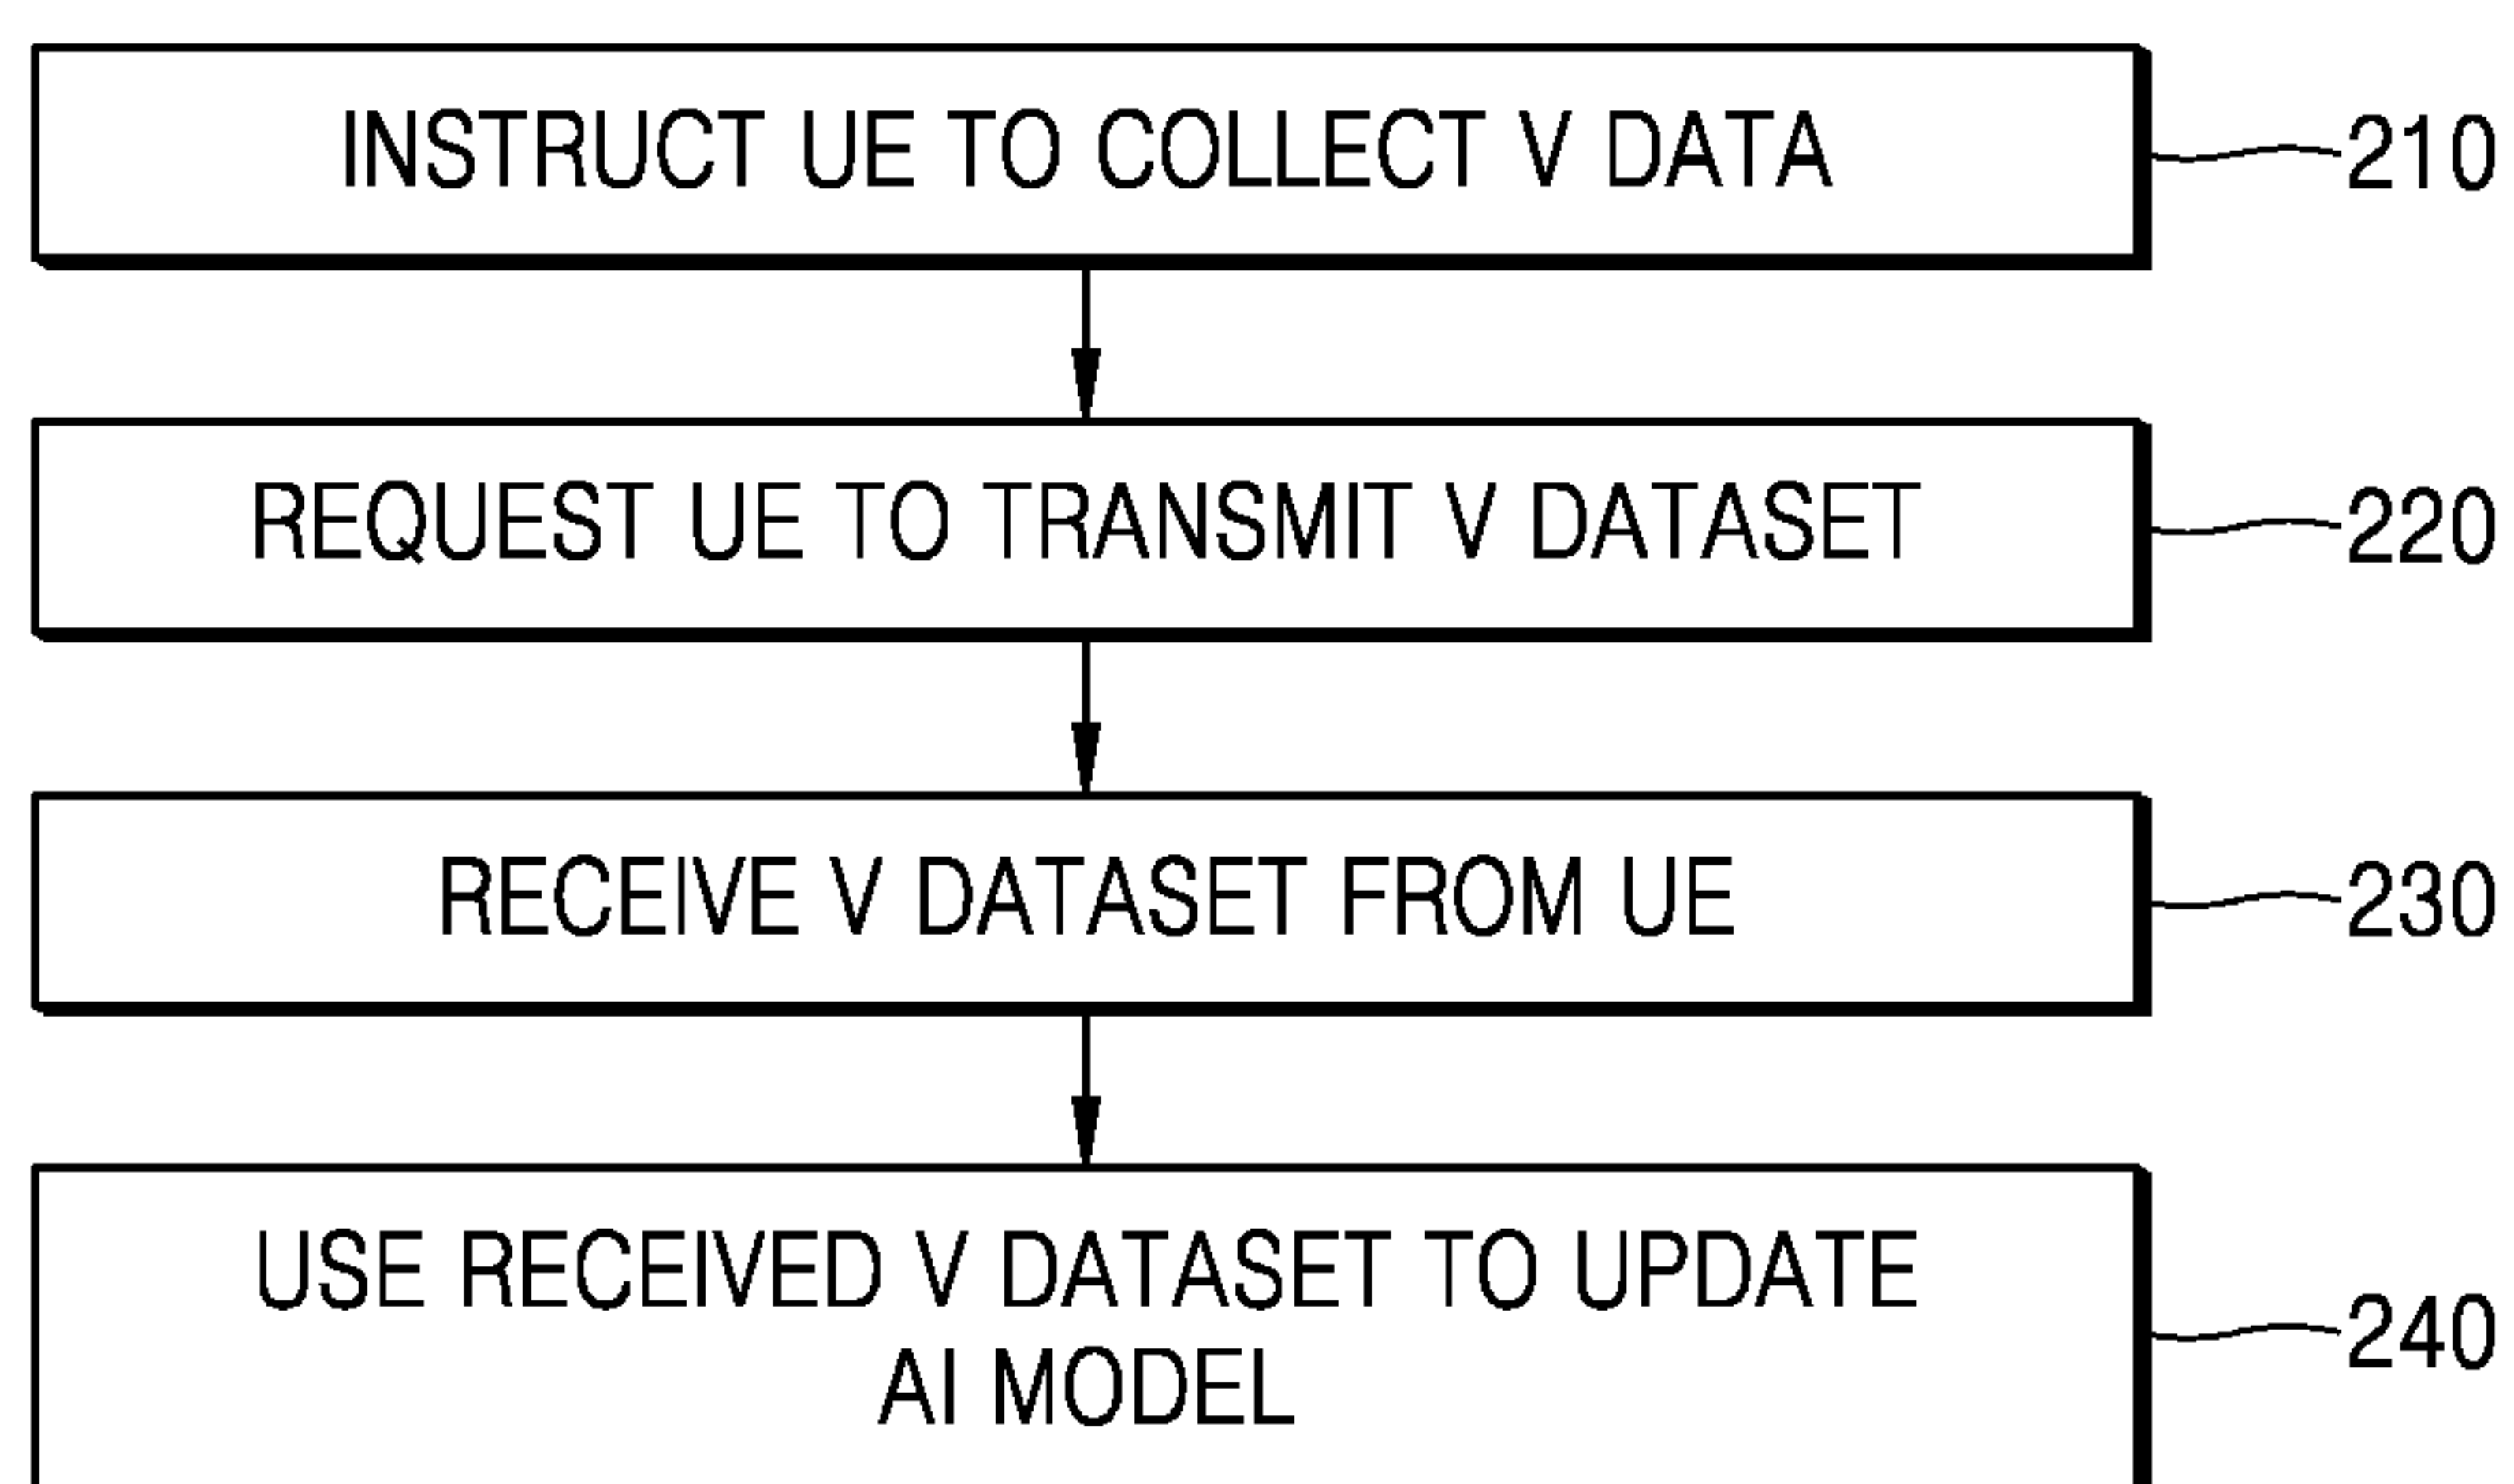 INSTRUCT UE TO COLLECT V DATA
210
REQUEST UE TO TRANSMIT V DATASET
220
RECEIVE V DATASET FROM UE
230
USE RECEIVED V DATASET TO UPDATE
AI MODEL
240